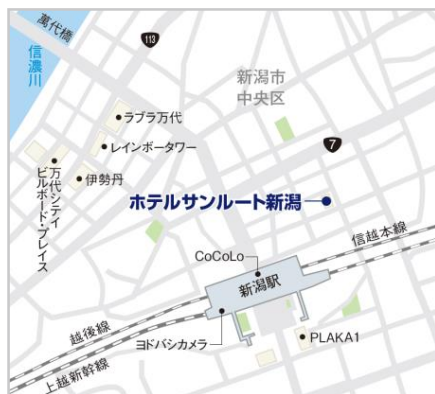 萬代橋
113
信濃川
新潟市
中央区
ラブラ万代
レインボータワー
7
伊勢丹
万代シテイ
ビルボード・プレイス
ホテルサンルート新潟
信越本線
CoCoLo
新潟駅
越後線
ヨドバシカメラ
PLAKA1
上越新幹線